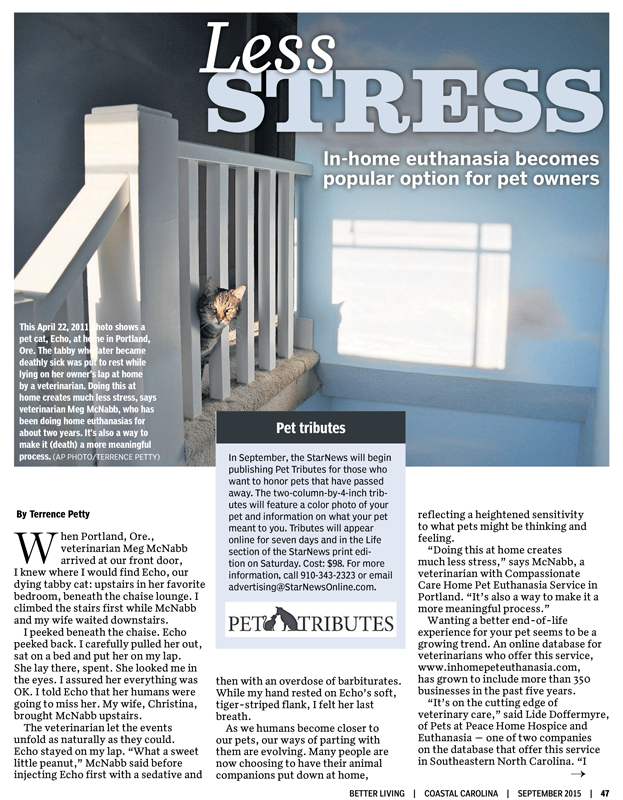 Less
STRESS
In-home euthanasia becomes
popular option for pet owners
This April 22, 2011 photo shows a
pet cat, Echo, at home in Portland,
Ore. The tabby who later became
deathly sick was put to rest while
lying on her owner's lap at home
by a veterinarian. Doing this at
home creates much less stress, says
veterinarian Meg McNabb, who has
been doing home euthanasias for
about two years. It's also a way to
make it (death) a more meaningful
process. (AP PHOTO/TERRENCE PETTY)
By Terrence Petty
When Portland, Ore.,
veterinarian Meg McNabb
arrived at our front door,
I knew where I would find Echo, our
dying tabby cat: upstairs in her favorite
bedroom, beneath the chaise lounge. I
climbed the stairs first while McNabb
and my wife waited downstairs.
I peeked beneath the chaise. Echo
peeked back. I carefully pulled her out,
sat on a bed and put her on my lap.
She lay there, spent. She looked me in
the eyes. I assured her everything was
OK. I told Echo that her humans were
going to miss her. My wife, Christina,
brought McNabb upstairs.
The veterinarian let the events
unfold as naturally as they could.
Echo stayed on my lap. "What a sweet
little peanut," McNabb said before
injecting Echo first with a sedative and
Pet tributes
In September, the StarNews will begin
publishing Pet Tributes for those who
want to honor pets that have passed
away. The two-column-by-4-inch trib-
utes will feature a color photo of your
pet and information on what your pet
meant to you. Tributes will appear
online for seven days and in the Life
section of the StarNews print edi-
tion on Saturday. Cost: $98. For more
information, call 910-343-2323 or email
advertising@StarNewsOnline.com.
PET TRIBUTES
then with an overdose of barbiturates.
While my hand rested on Echo's soft,
tiger-striped flank, I felt her last
breath.
As we humans become closer to
our pets, our ways of parting with
them are evolving. Many people are
now choosing to have their animal
companions put down at home,
reflecting a heightened sensitivity
to what pets might be thinking and
feeling.
"Doing this at home creates
much less stress," says McNabb, a
veterinarian with Compassionate
Care Home Pet Euthanasia Service in
Portland. "It's also a way to make it a
more meaningful process."
Wanting a better end-of-life
experience for your pet seems to be a
growing trend. An online database for
veterinarians who offer this service,
www.inhomepeteuthanasia.com,
has grown to include more than 350
businesses in the past five years.
"It's on the cutting edge of
veterinary care," said Lide Doffermyre,
of Pets at Peace Home Hospice and
Euthanasia — one of two companies
on the database that offer this service
in Southeastern North Carolina. "I
→
BETTER LIVING | COASTAL CAROLINA | SEPTEMBER 2015 | 47